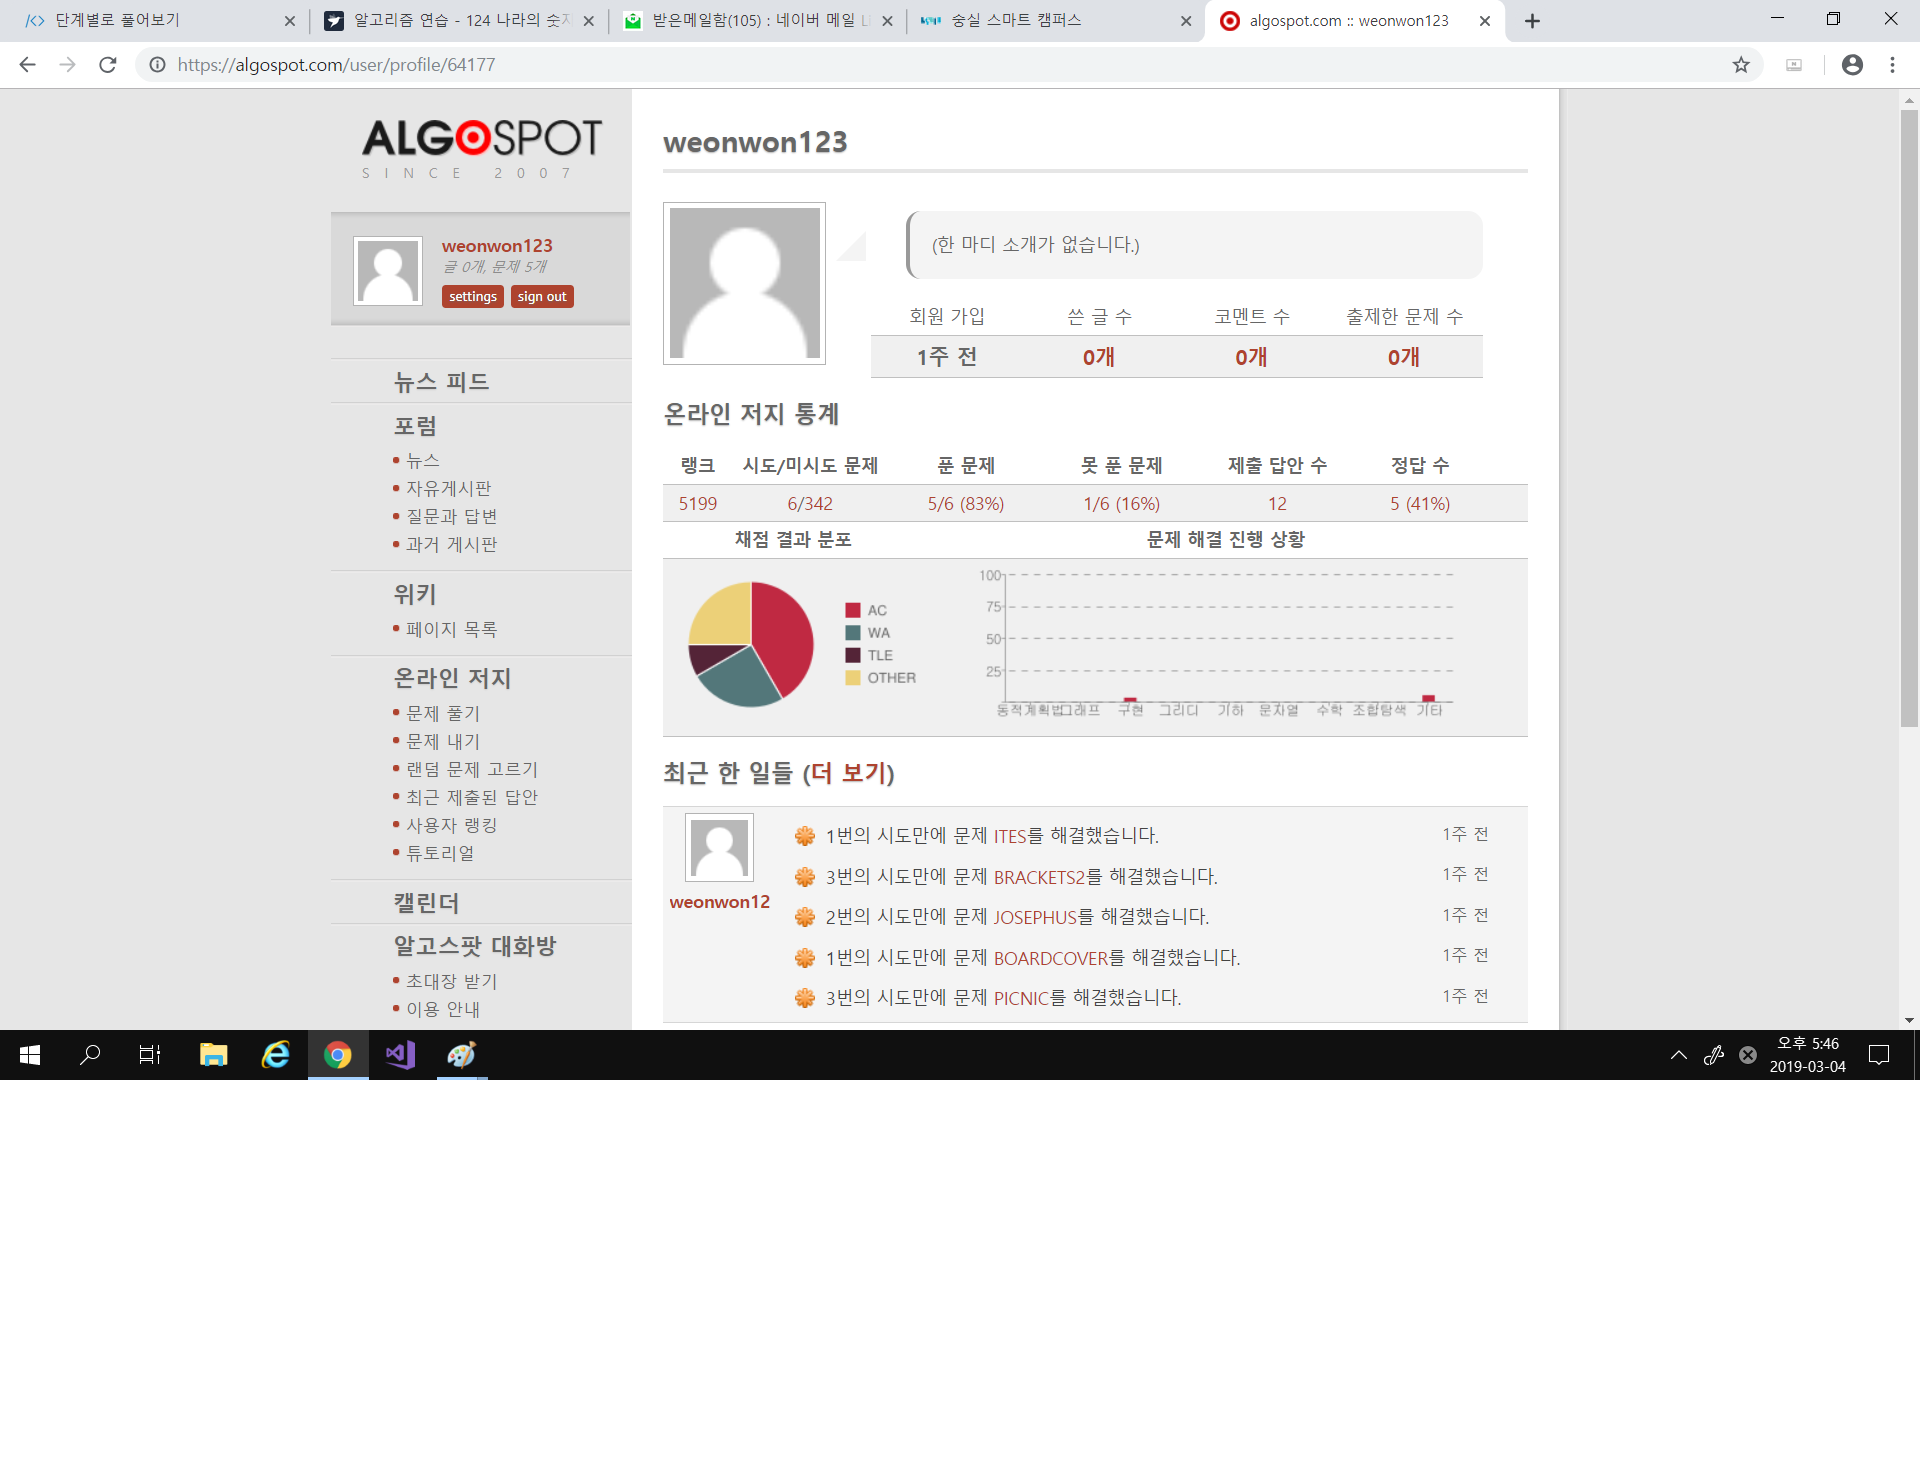 단계별로 풀어보기
알고리즘 연습 - 124 나라의 숫자
받은메일함(105) : 네이버 메일
숭실 스마트 캠퍼스
algospot.com :: weonwon123
https://algospot.com/user/profile/64177
ALGOSPOT
SINCE 2007
weonwon123
글 0개, 문제 5개
settings sign out
뉴스 피드
포럼
뉴스
자유게시판
질문과 답변
과거 게시판
위키
페이지 목록
온라인 저지
문제 풀기
문제 내기
랜덤 문제 고르기
최근 제출된 답안
사용자 랭킹
튜토리얼
캘린더
알고스팟 대화방
초대장 받기
이용 안내
weonwon123
(한 마디 소개가 없습니다.)
회원 가입 쓴 글 수 코멘트 수 출제한 문제 수
1주 전 0개 0개 0개
온라인 저지 통계
랭크 시도/미시도 문제 푼 문제 못 푼 문제 제출 답안 수 정답 수
5199 6/342 5/6 (83%) 1/6 (16%) 12 5 (41%)
채점 결과 분포 문제 해결 진행 상황
AC
WA
TLE
OTHER
100
75
50
25
동적계획법 그래프 구현 그리디 기하 문자열 수학 조합탐색 기타
최근 한 일들 (더 보기)
weonwon12
1번의 시도만에 문제 ITES를 해결했습니다. 1주 전
3번의 시도만에 문제 BRACKETS2를 해결했습니다. 1주 전
2번의 시도만에 문제 JOSEPHUS를 해결했습니다. 1주 전
1번의 시도만에 문제 BOARDCOVER를 해결했습니다. 1주 전
3번의 시도만에 문제 PICNIC를 해결했습니다. 1주 전
오후 5:46
2019-03-04